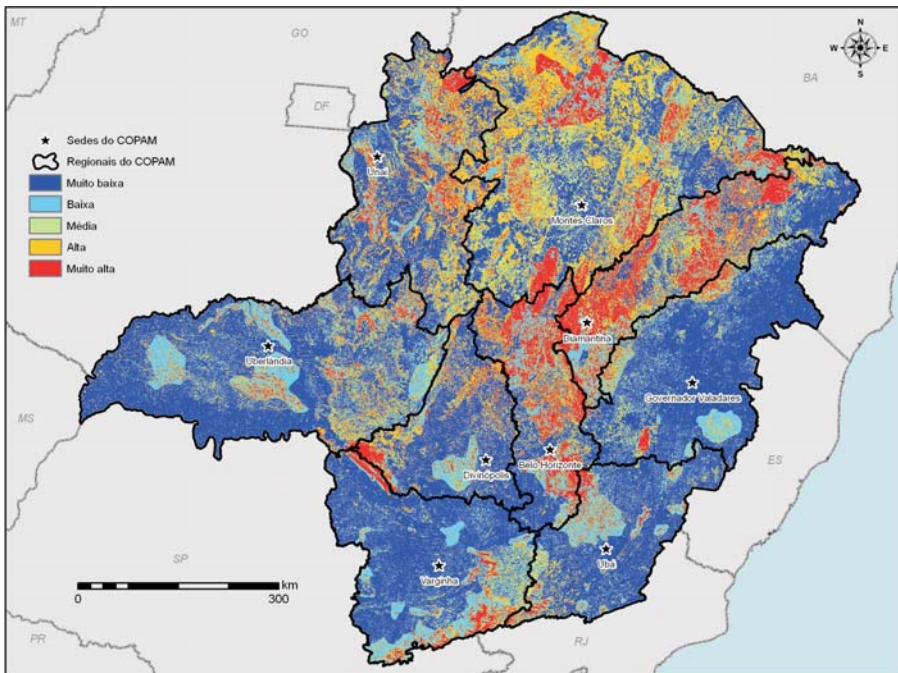 MT
GO
N
W
E
S
BA
DF
Sedes do COPAM
Regionais do COPAM
Muito baixa
Baixa
Média
Alta
Muito alta
Unaí
Montes Claros
Diamantina
Uberlândia
Governador Valadares
MS
Belo Horizonte
Divinópolis
ES
Ubá
SP
Varginha
km
0
300
PR
RJ